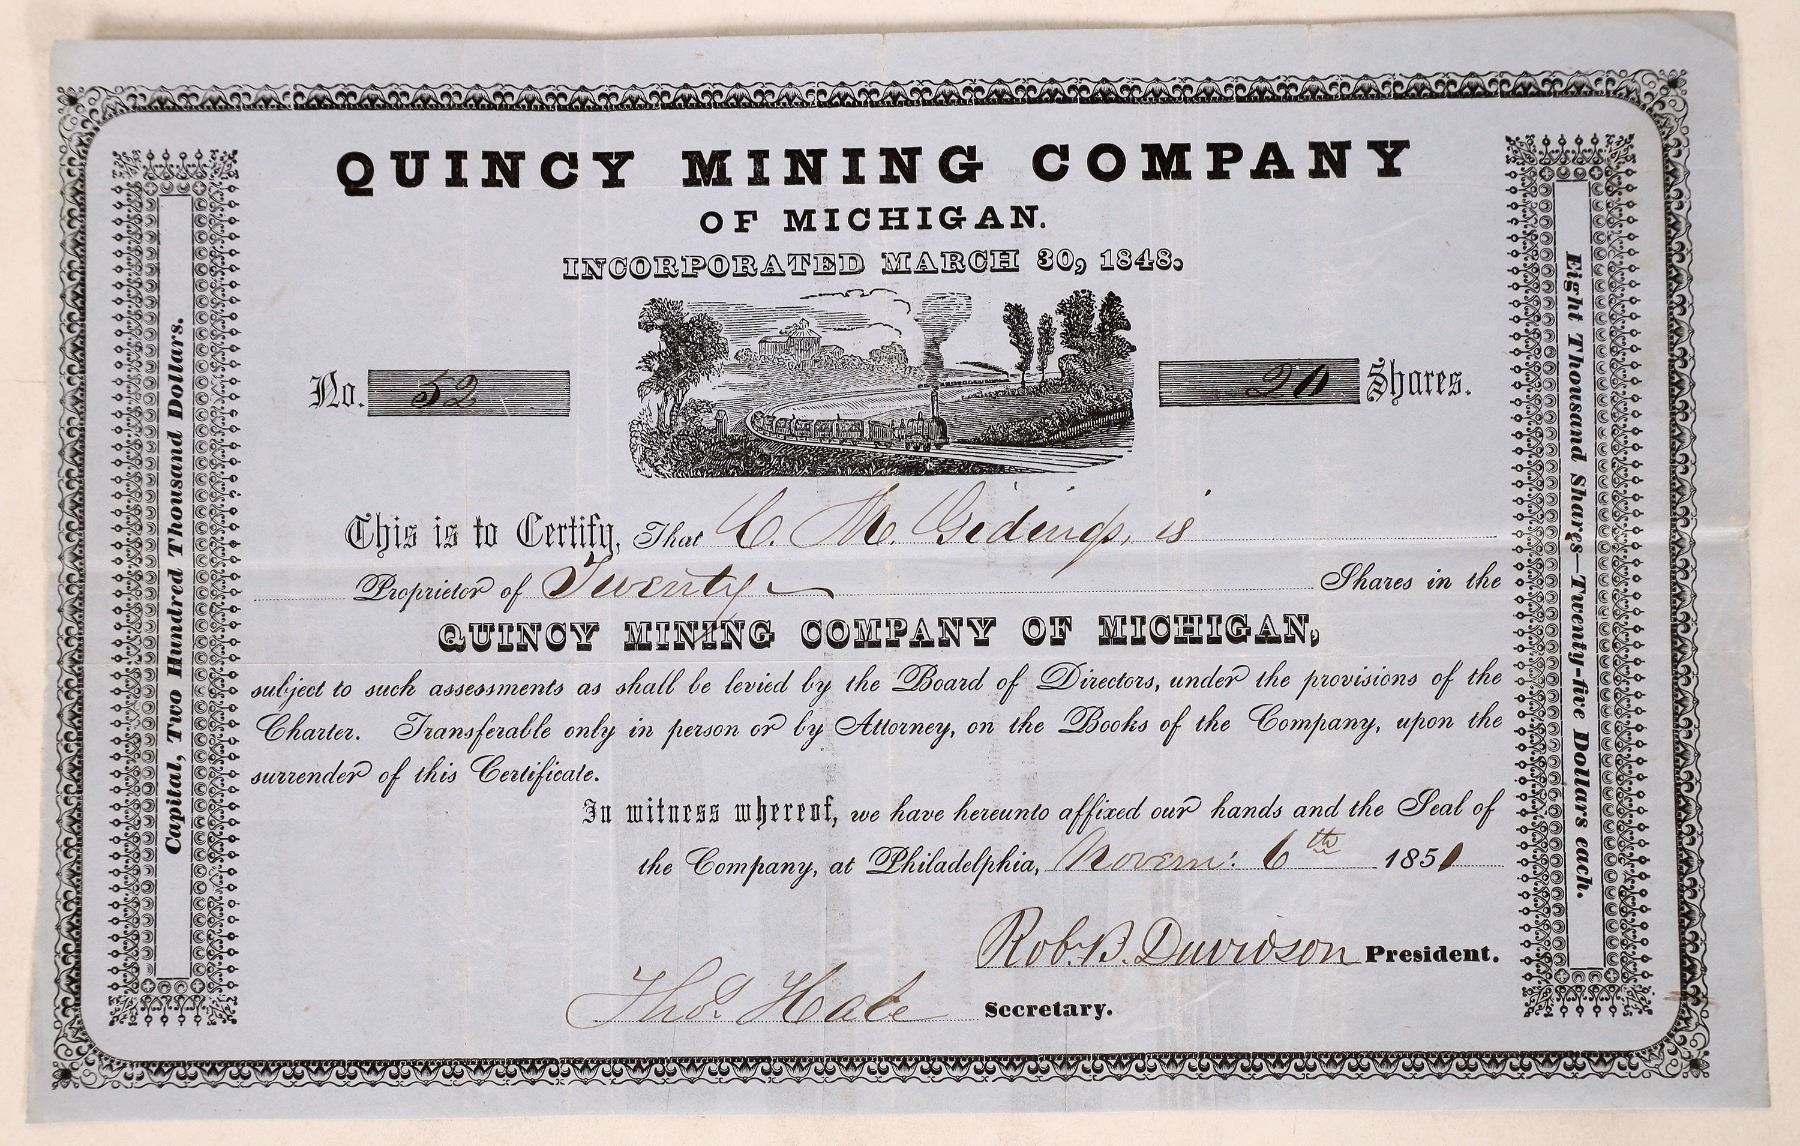 QUINCY MINING COMPANY
OF MICHIGAN.
INCORPORATED MARCH 30, 1848.
No. 52
20 Shares.
This is to Certify, That C. M. Gidings, is
Proprietor of Twenty Shares in the
QUINCY MINING COMPANY OF MICHIGAN,
subject to such assessments as shall be levied by the Board of Directors, under the provisions of the
Charter. Transferable only in person or by Attorney, on the Books of the Company, upon the
surrender of this Certificate.
In witness whereof, we have hereunto affixed our hands and the Seal of
the Company, at Philadelphia, Novem: 6th 1851
Rob. B. Davidson President.
Thos. Hale Secretary.
Capital, Two Hundred Thousand Dollars.
Eight Thousand Shares—Twenty-five Dollars each.